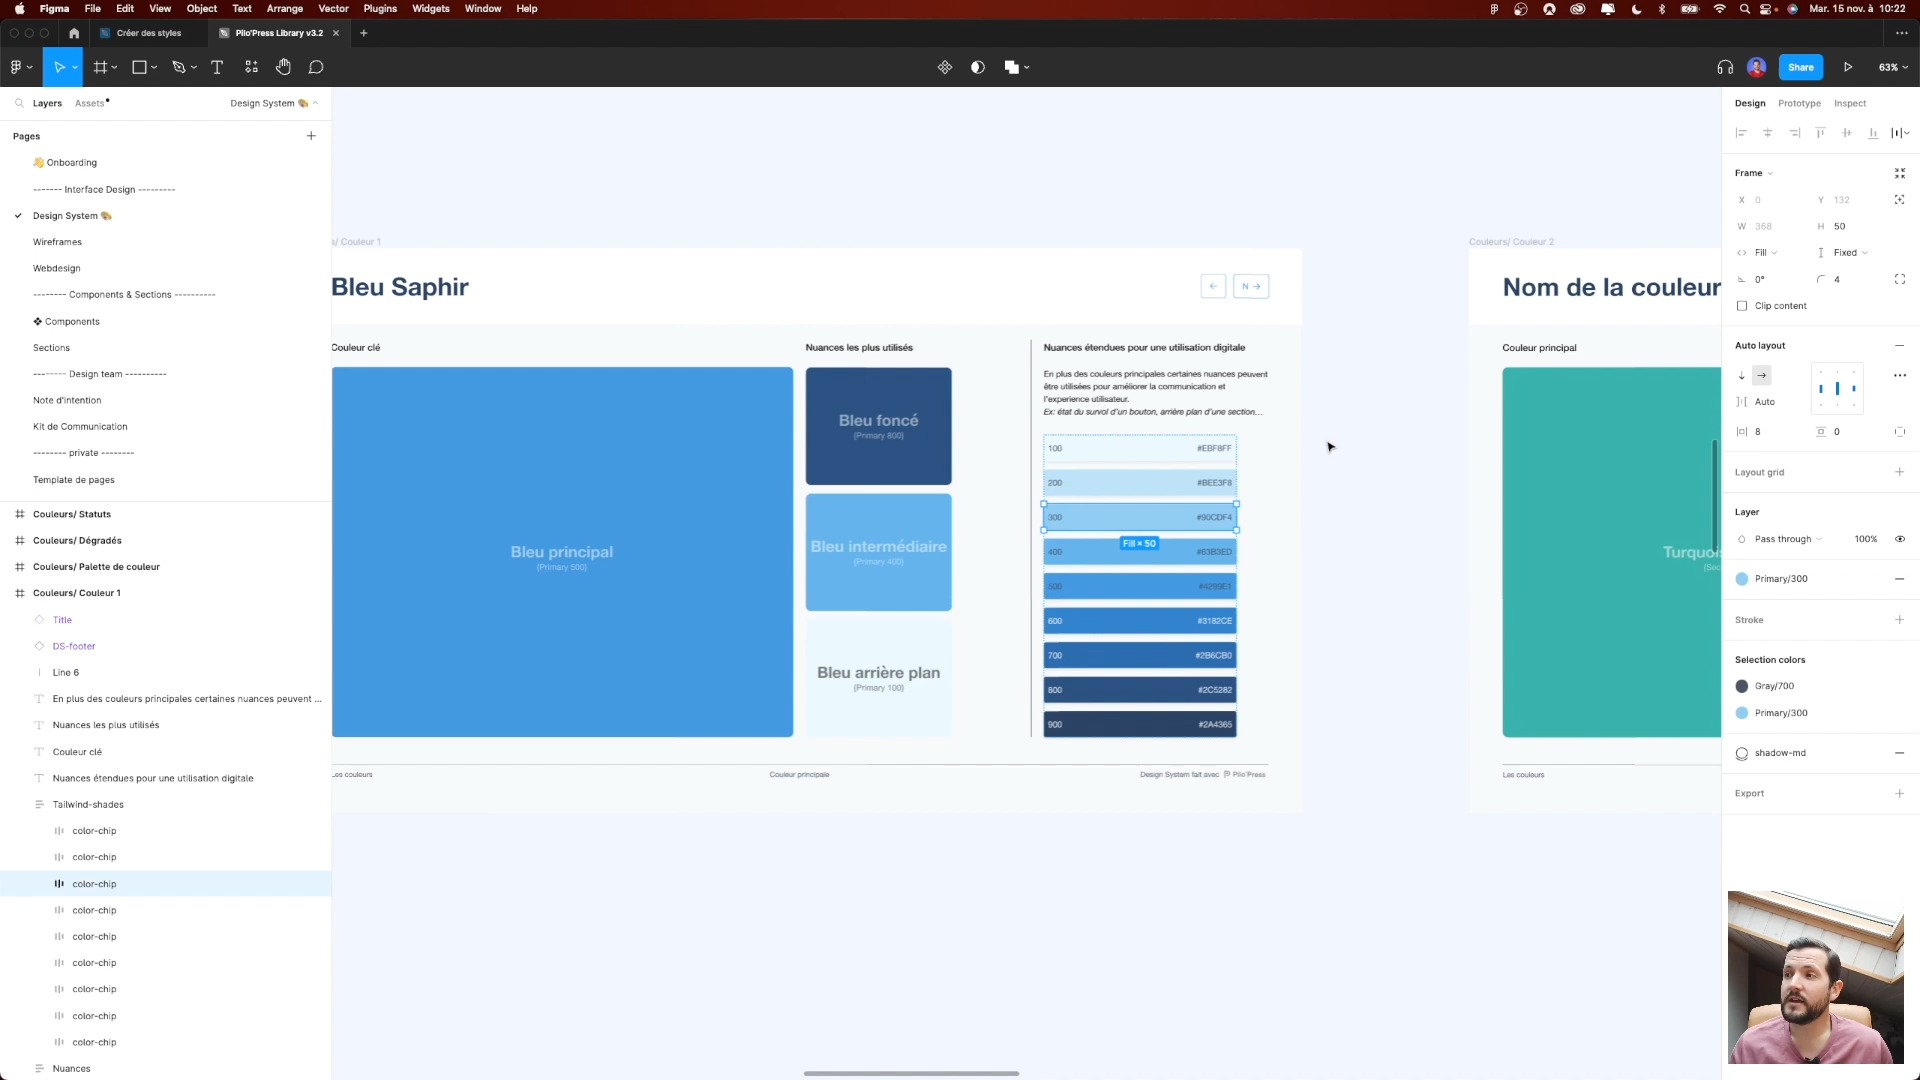 Figma File Edit View Object Text Arrange Vector Plugins Widgets Window Help
Mar. 15 nov. à 10:22
Créer des styles
Pilo'Press Library v3.2
Share
63%
Layers Assets
Design System
Pages
Onboarding
------- Interface Design ---------
Design System
Wireframes
Webdesign
-------- Components & Sections ----------
Components
Sections
-------- Design team ----------
Note d'intention
Kit de Communication
-------- private --------
Template de pages
Couleurs/ Statuts
Couleurs/ Dégradés
Couleurs/ Palette de couleur
Couleurs/ Couleur 1
Title
DS-footer
Line 6
En plus des couleurs principales certaines nuances peuvent ...
Nuances les plus utilisés
Couleur clé
Nuances étendues pour une utilisation digitale
Tailwind-shades
color-chip
color-chip
color-chip
color-chip
color-chip
color-chip
color-chip
color-chip
color-chip
Nuances
s/ Couleur 1
Bleu Saphir
N →
Couleur clé
Bleu principal
(Primary 500)
Nuances les plus utilisés
Bleu foncé
(Primary 800)
Bleu intermédiaire
(Primary 400)
Bleu arrière plan
(Primary 100)
Nuances étendues pour une utilisation digitale
En plus des couleurs principales certaines nuances peuvent
être utilisées pour améliorer la communication et
l'experience utilisateur.
Ex: état du survol d'un bouton, arrière plan d'une section...
100 #EBF8FF
200 #BEE3F8
300 #90CDF4
Fill × 50
400 #63B3ED
500 #4299E1
600 #3182CE
700 #2B6CB0
800 #2C5282
900 #2A4365
Les couleurs
Couleur principale
Design System fait avec Pilo'Press
Couleurs/ Couleur 2
Nom de la couleur
Couleur principal
Turquoi
(Sec
Les couleurs
Design Prototype Inspect
Frame
X 0 Y 132
W 368 H 50
Fill Fixed
0° 4
Clip content
Auto layout
Auto
8 0
Layout grid
Layer
Pass through 100%
Primary/300
Stroke
Selection colors
Gray/700
Primary/300
shadow-md
Export